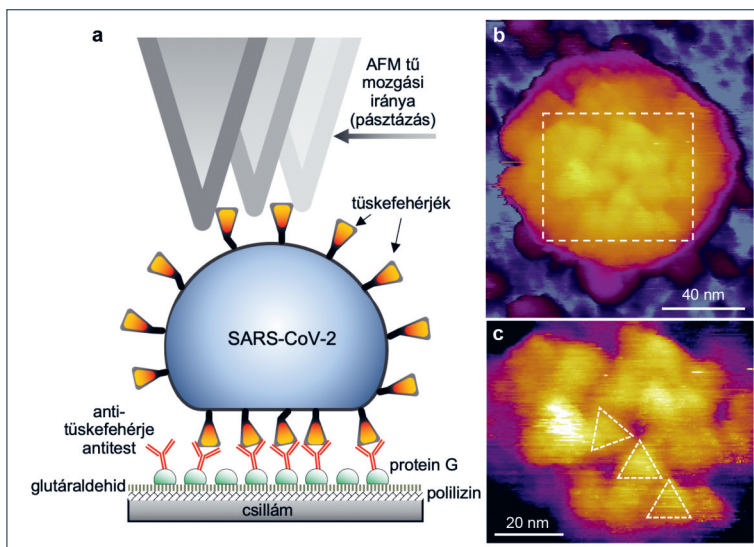 a
AFM tű
mozgási
iránya
(pásztázás)
tüskefehérjék
SARS-CoV-2
anti-
tüskefehérje
antitest
protein G
glutáraldehid
polilizin
csillám
b
40 nm
c
20 nm